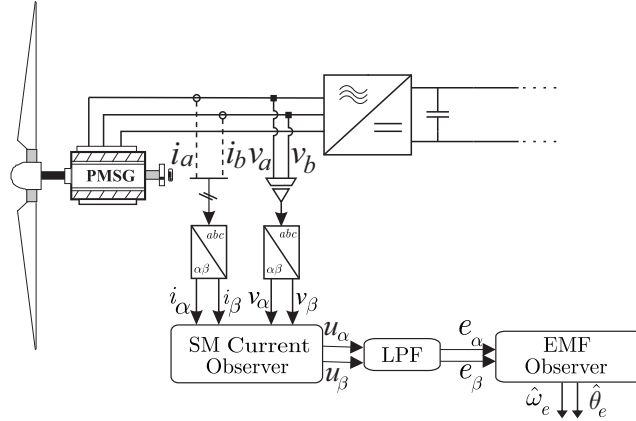 PMSG
i_a i_b v_a v_b
abc
αβ
abc
αβ
i_α i_β v_α v_β
SM Current
Observer
u_α
u_β
LPF
e_α
e_β
EMF
Observer
ω̂_e θ̂_e